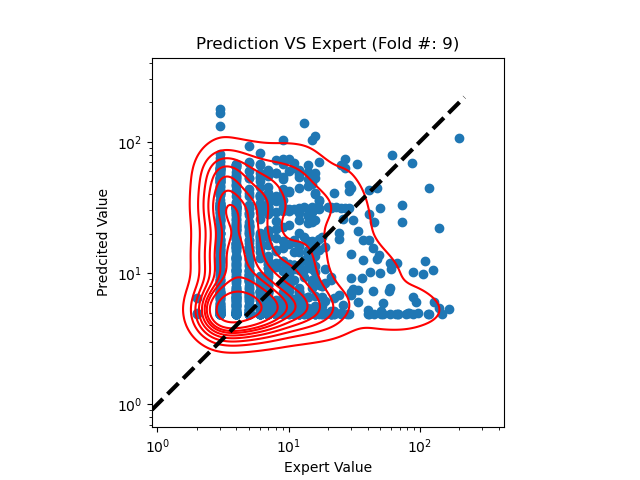 Prediction VS Expert (Fold #: 9)
Predcited Value
10²
10¹
10⁰
10⁰ 10¹ 10²
Expert Value